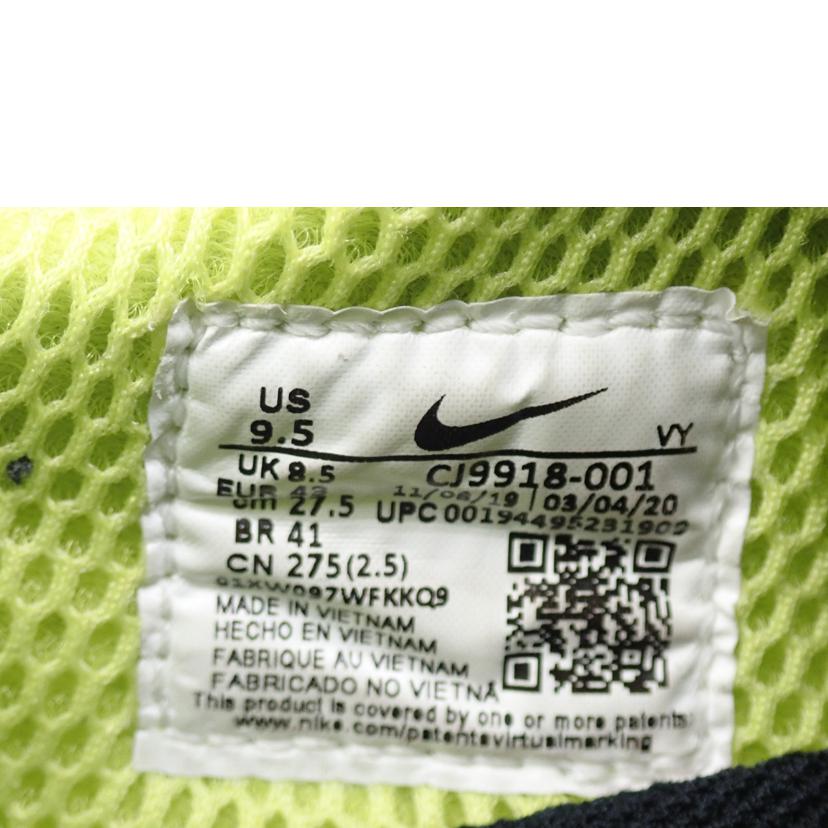 US
9.5
VY
UK 8.5 CJ9918-001
EUR 43 11/06/19 | 03/04/20
cm 27.5 UPC 00194495231902
BR 41
CN 275(2.5)
MADE IN VIETNAM
HECHO EN VIETNAM
FABRIQUE AU VIETNAM
FABRICADO NO VIETNÃ
This product is covered by one or more patents:
www.nike.com/patentsvirtualmarking